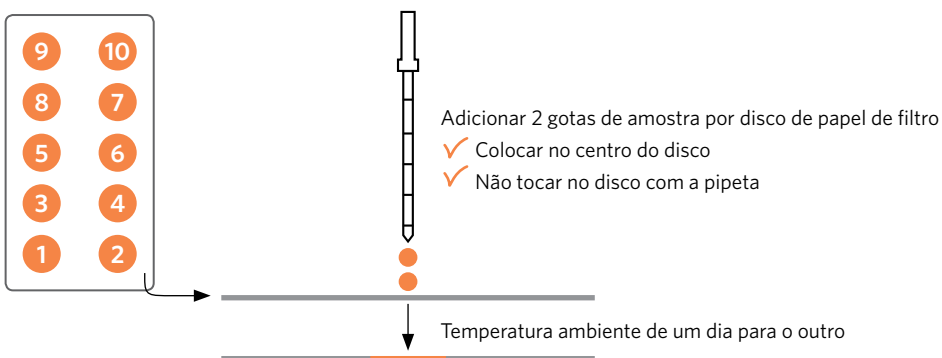 9 10
8 7
5 6
3 4
1 2
Adicionar 2 gotas de amostra por disco de papel de filtro
Colocar no centro do disco
Não tocar no disco com a pipeta
Temperatura ambiente de um dia para o outro